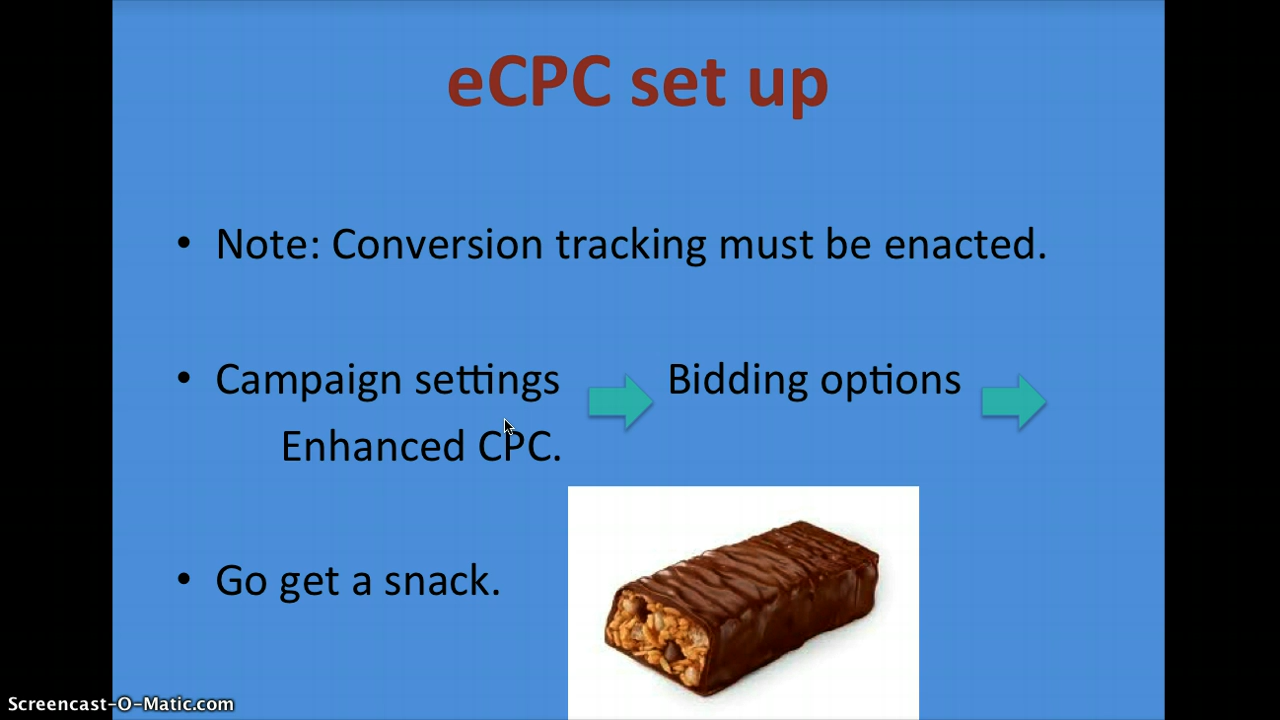 eCPC set up
• Note: Conversion tracking must be enacted.
• Campaign settings Bidding options
Enhanced CPC.
• Go get a snack.
Screencast-O-Matic.com